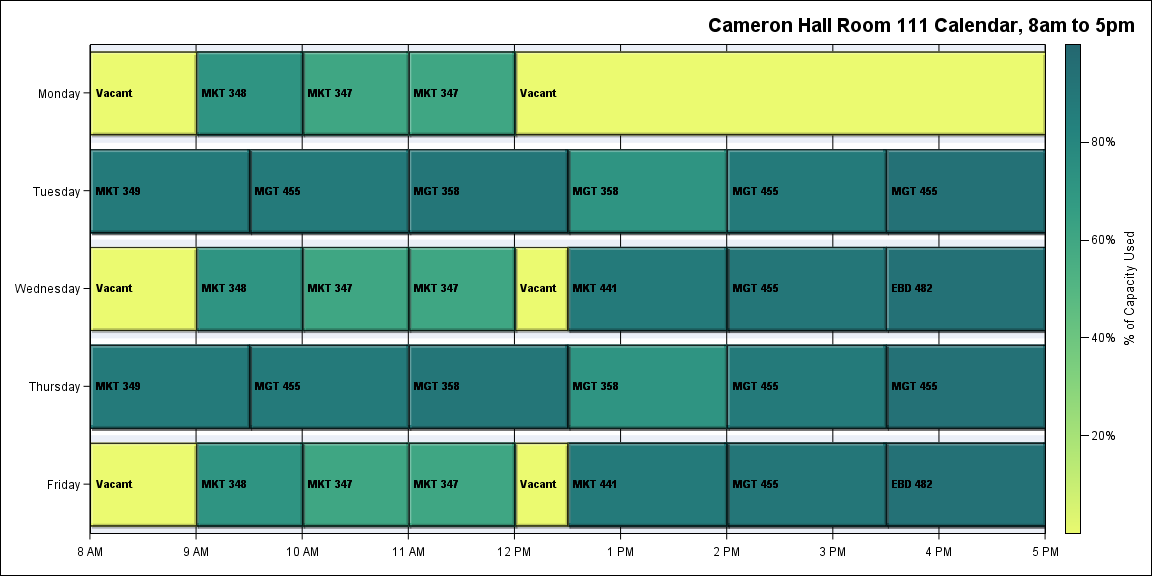 Cameron Hall Room 111 Calendar, 8am to 5pm
Monday
Vacant
MKT 348
MKT 347
MKT 347
Vacant
Tuesday
MKT 349
MGT 455
MGT 358
MGT 358
MGT 455
MGT 455
Wednesday
Vacant
MKT 348
MKT 347
MKT 347
Vacant
MKT 441
MGT 455
EBD 482
Thursday
MKT 349
MGT 455
MGT 358
MGT 358
MGT 455
MGT 455
Friday
Vacant
MKT 348
MKT 347
MKT 347
Vacant
MKT 441
MGT 455
EBD 482
8 AM
9 AM
10 AM
11 AM
12 PM
1 PM
2 PM
3 PM
4 PM
5 PM
80%
60%
40%
20%
% of Capacity Used